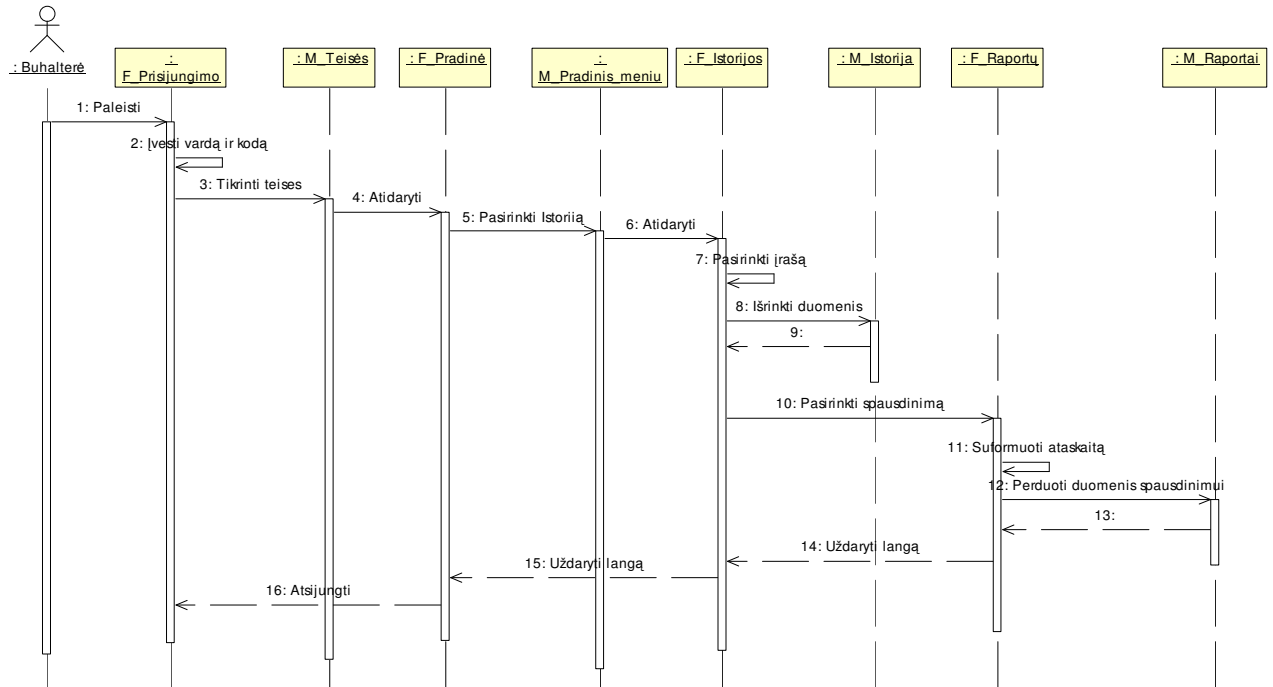 : Buhalterė
:
F_Prisijungimo
: M_Teisės
: F_Pradinė
:
M_Pradinis_meniu
: F_Istorijos
: M_Istorija
: F_Raportų
: M_Raportai
1: Paleisti
2: Įvesti vardą ir kodą
3: Tikrinti teises
4: Atidaryti
5: Pasirinkti Istoriją
6: Atidaryti
7: Pasirinkti įrašą
8: Išrinkti duomenis
9:
10: Pasirinkti spausdinimą
11: Suformuoti ataskaitą
12: Perduoti duomenis spausdinimui
13:
14: Uždaryti langą
15: Uždaryti langą
16: Atsijungti